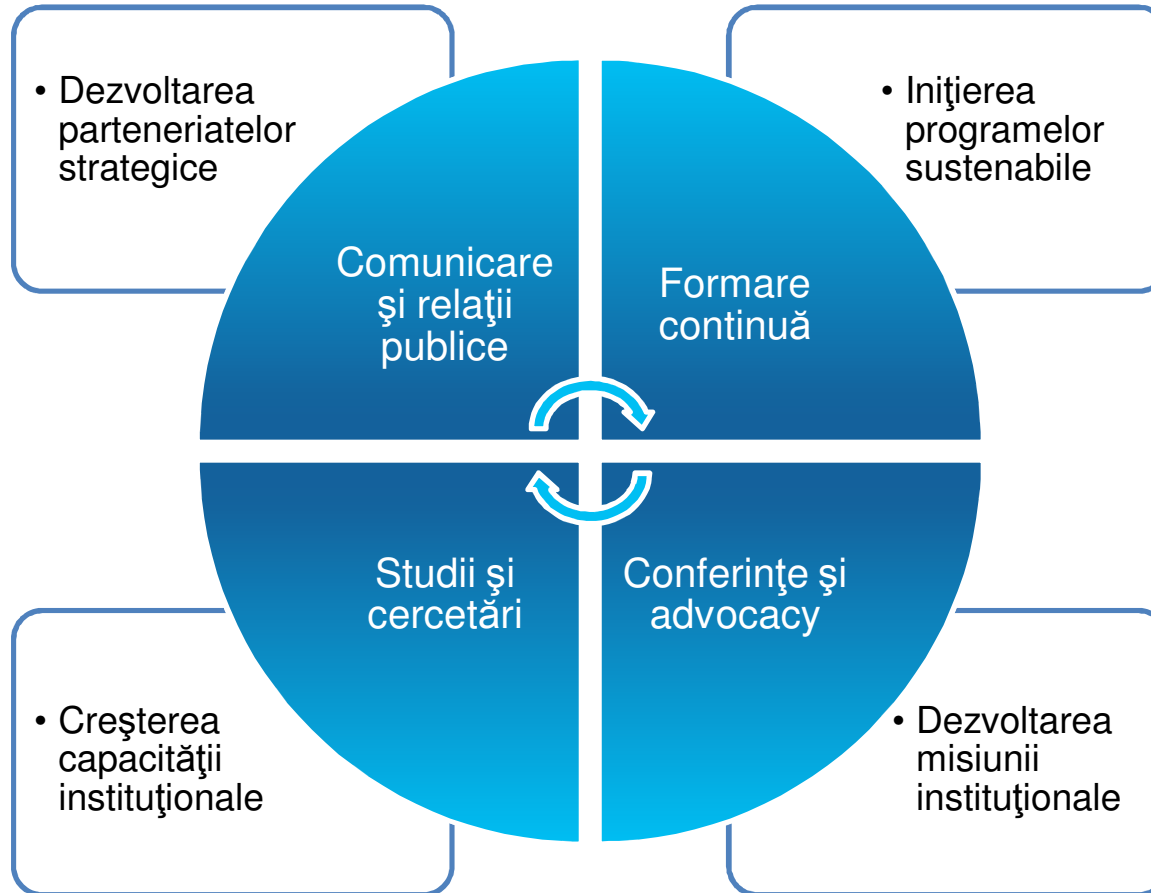 • Dezvoltarea
parteneriatelor
strategice
• Iniţierea
programelor
sustenabile
Comunicare
şi relaţii
publice
Formare
continuă
Studii şi
cercetări
Conferinţe şi
advocacy
• Creşterea
capacităţii
instituţionale
• Dezvoltarea
misiunii
instituţionale